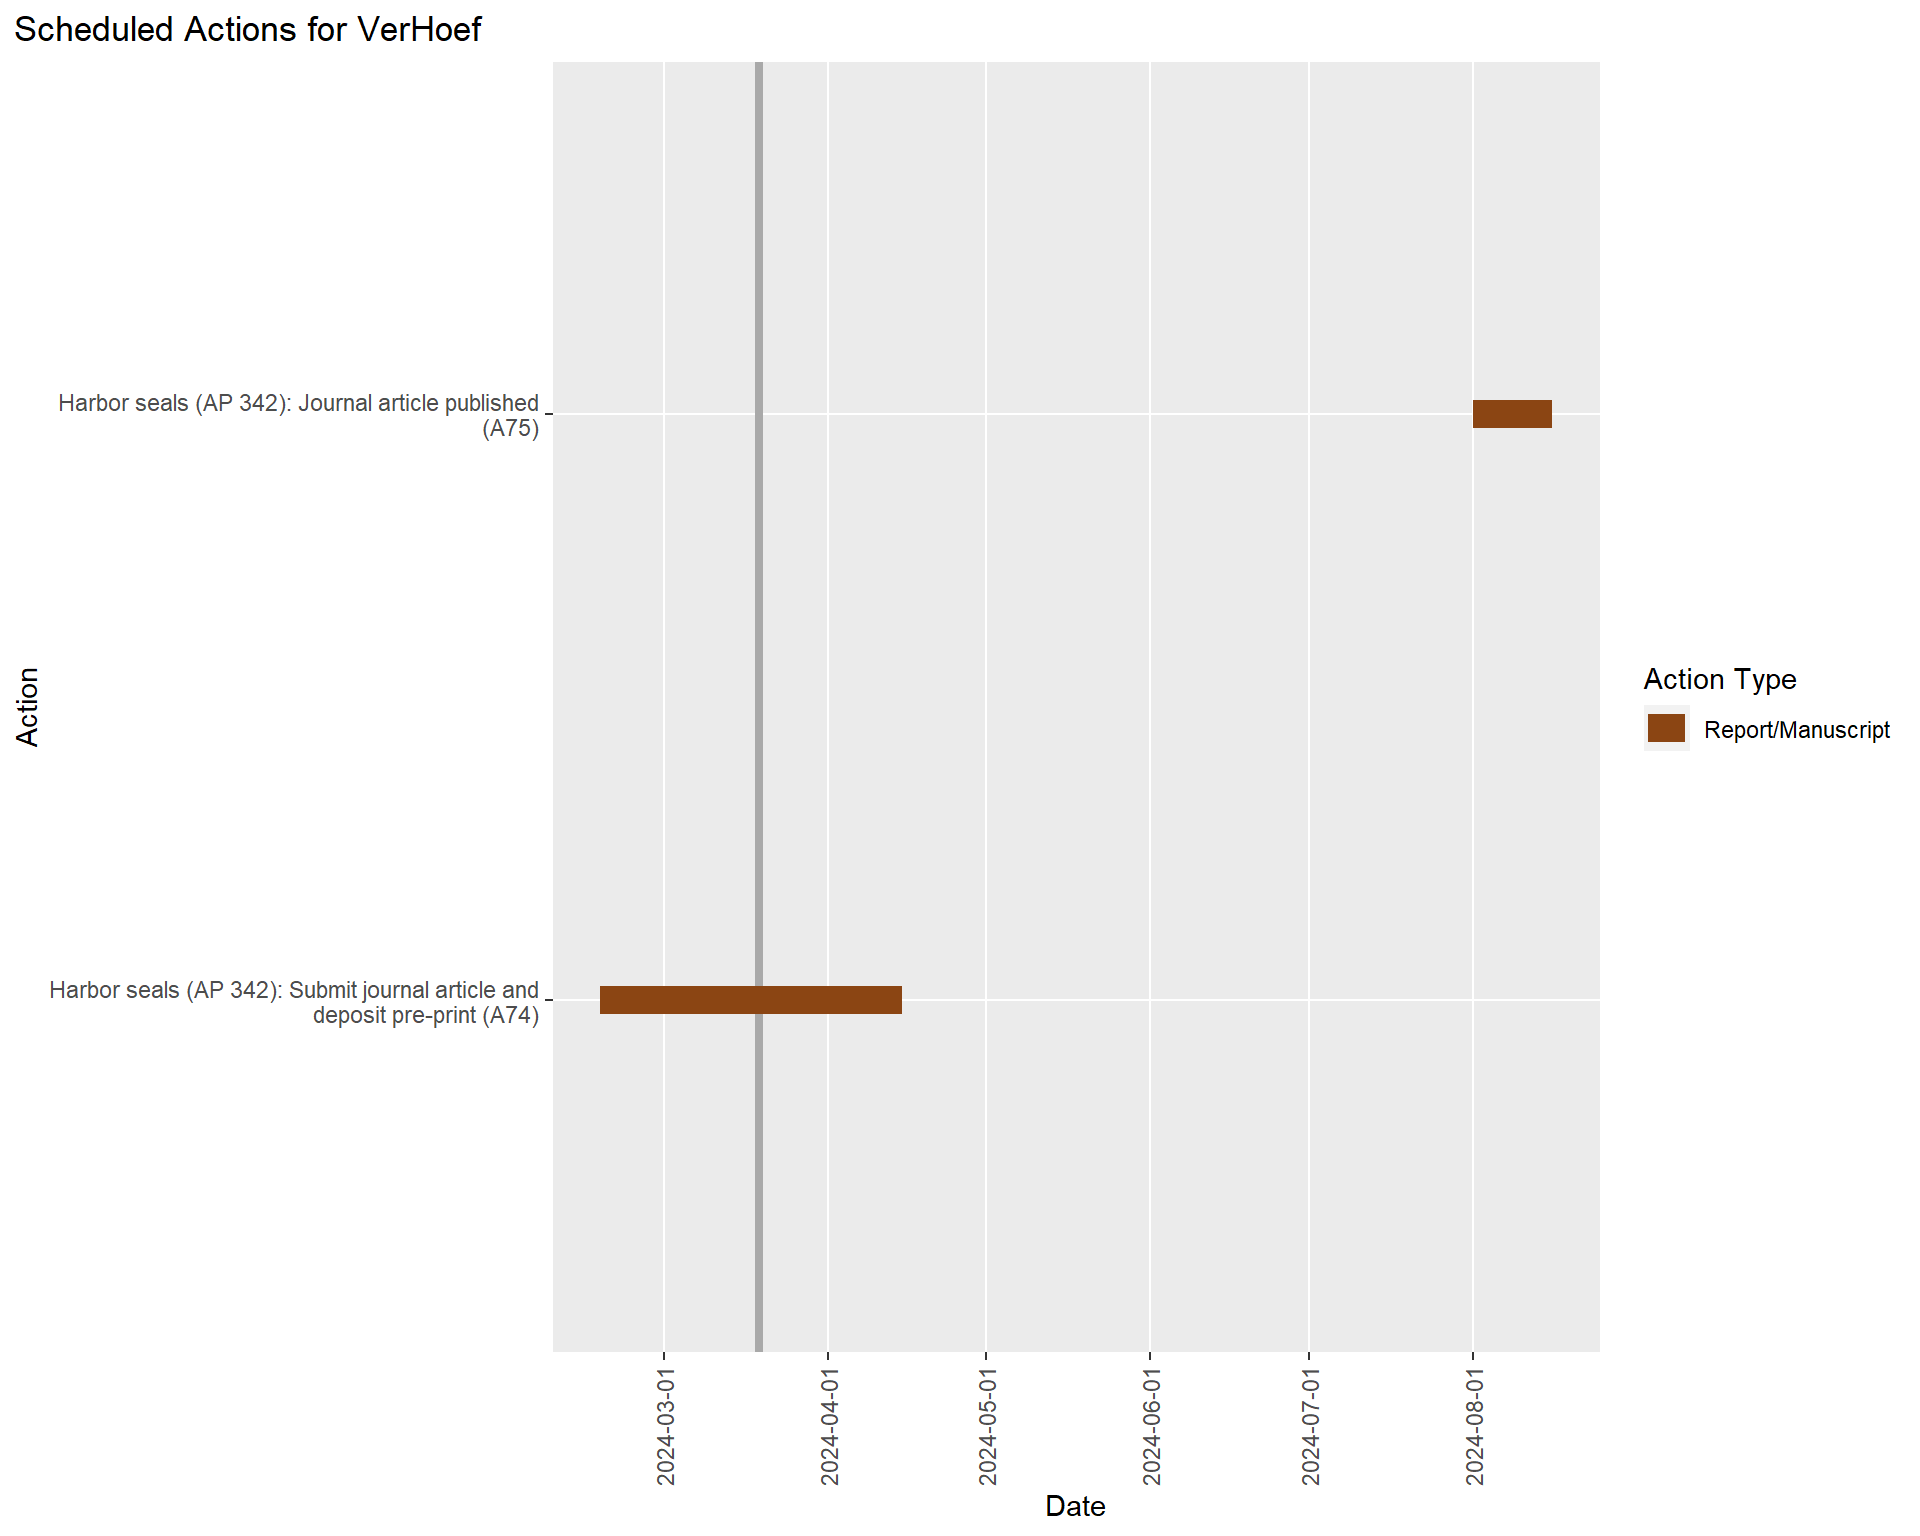 Scheduled Actions for VerHoef
Action
Harbor seals (AP 342): Journal article published
(A75)
Harbor seals (AP 342): Submit journal article and
deposit pre-print (A74)
2024-03-01
2024-04-01
2024-05-01
2024-06-01
2024-07-01
2024-08-01
Date
Action Type
Report/Manuscript